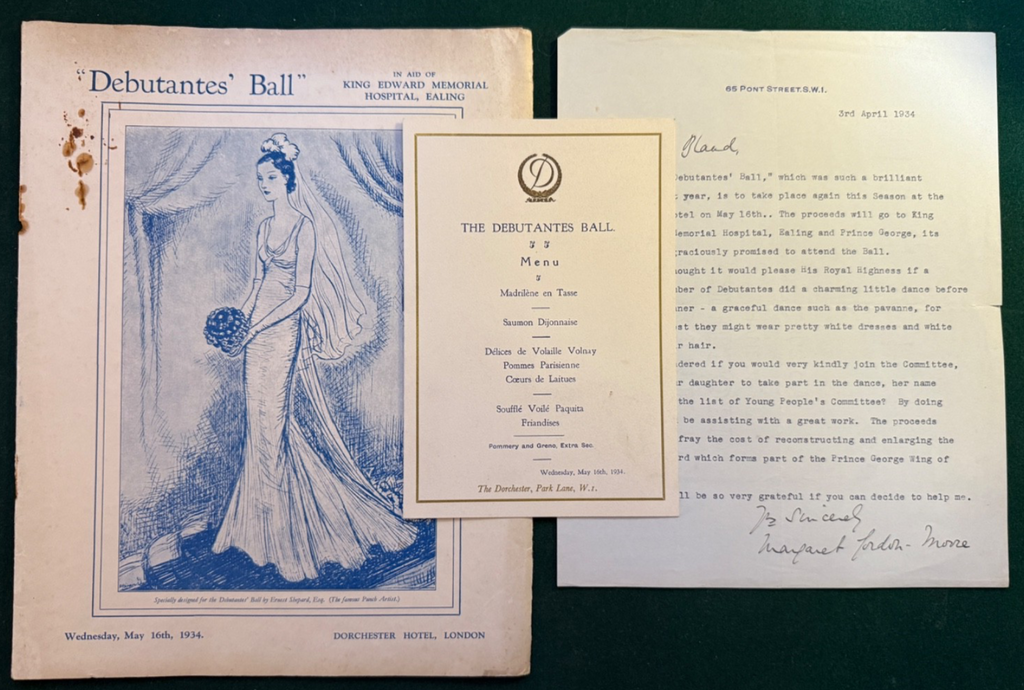 "Debutantes' Ball"
IN AID OF
KING EDWARD MEMORIAL
HOSPITAL, EALING
Specially designed for the Debutantes' Ball by Ernest Shepard, Esq. (The famous Punch Artist.)
Wednesday, May 16th, 1934.
DORCHESTER HOTEL, LONDON
D
THE DEBUTANTES BALL.
Menu
Madrilène en Tasse
Saumon Dijonnaise
Délices de Volaille Volnay
Pommes Parisienne
Cœurs de Laitues
Soufflé Voilé Paquita
Friandises
Pommery and Greno, Extra Sec.
Wednesday, May 16th, 1934.
The Dorchester, Park Lane, W.1.
65 PONT STREET. S.W.1.
3rd April 1934
Bland,
ebutantes' Ball," which was such a brilliant
year, is to take place again this Season at the
tel on May 16th.. The proceeds will go to King
emorial Hospital, Ealing and Prince George, its
raciously promised to attend the Ball.
ought it would please His Royal Highness if a
ber of Debutantes did a charming little dance before
ner - a graceful dance such as the pavanne, for
st they might wear pretty white dresses and white
r hair.
dered if you would very kindly join the Committee,
r daughter to take part in the dance, her name
the list of Young People's Committee? By doing
be assisting with a great work. The proceeds
fray the cost of reconstructing and enlarging the
rd which forms part of the Prince George Wing of
ll be so very grateful if you can decide to help me.
Sincerely
Margaret Gordon-Moore